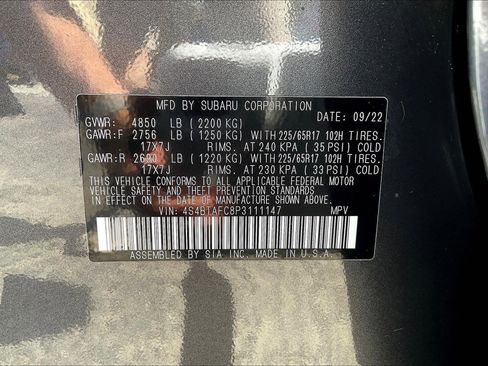 MFD BY SUBARU CORPORATION
DATE: 09/22
GVWR: 4850 LB (2200 KG)
GAWR:F 2756 LB (1250 KG) WITH 225/65R17 102H TIRES.
17X7J RIMS. AT 240 KPA (35 PSI) COLD
GAWR:R 2690 LB (1220 KG) WITH 225/65R17 102H TIRES.
17X7J RIMS. AT 230 KPA (33 PSI) COLD
THIS VEHICLE CONFORMS TO ALL APPLICABLE FEDERAL MOTOR
VEHICLE SAFETY AND THEFT PREVENTION STANDARDS
IN EFFECT ON THE DATE OF MANUFACTURE SHOWN ABOVE.
VIN: 4S4BTAFC8P3111147 MPV
ASSEMBLED BY SIA INC. MADE IN U.S.A.